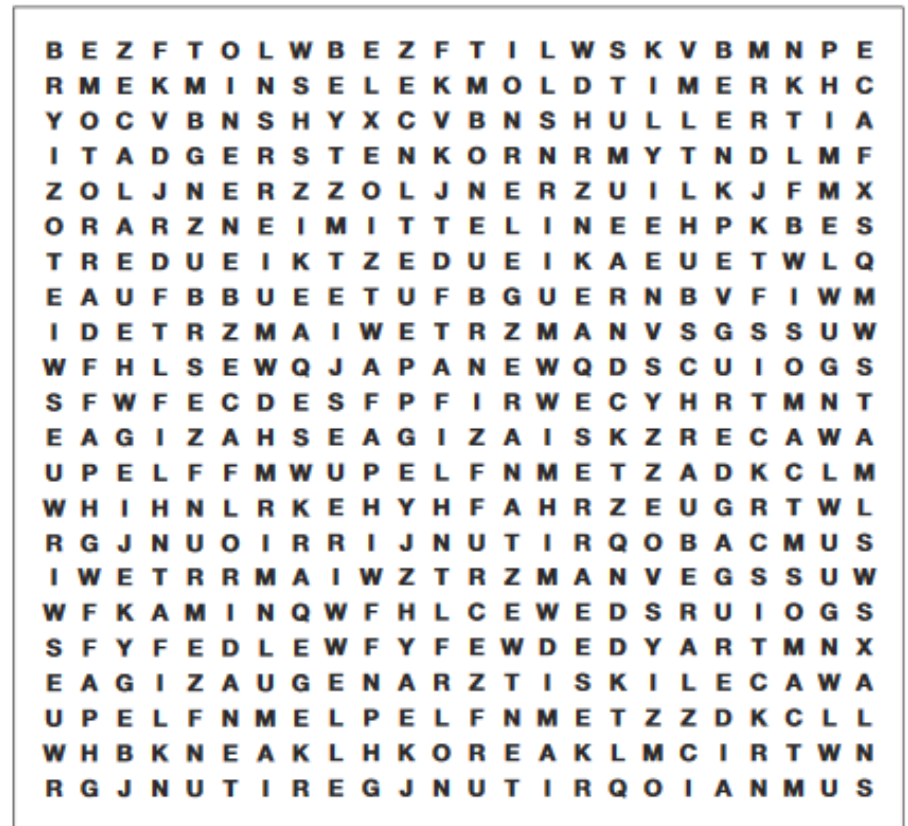 B E Z F T O L W B E Z F T I L W S K V B M N P E
R M E K M I N S E L E K M O L D T I M E R K H C
Y O C V B N S H Y X C V B N S H U L L E R T I A
I T A D G E R S T E N K O R N R M Y T N D L M F
Z O L J N E R Z Z O L J N E R Z U I L K J F M X
O R A R Z N E I M I T T E L I N E E H P K B E S
T R E D U E I K T Z E D U E I K A E U E T W L Q
E A U F B B U E E T U F B G U E R N B V F I W M
I D E T R Z M A I W E T R Z M A N V S G S S U W
W F H L S E W Q J A P A N E W Q D S C U I O G S
S F W F E C D E S F P F I R W E C Y H R T M N T
E A G I Z A H S E A G I Z A I S K Z R E C A W A
U P E L F F M W U P E L F N M E T Z A D K C L M
W H I H N L R K E H Y H F A H R Z E U G R T W L
R G J N U O I R R I J N U T I R Q O B A C M U S
I W E T R R M A I W Z T R Z M A N V E G S S U W
W F K A M I N Q W F H L C E W E D S R U I O G S
S F Y F E D L E W F Y F E W D E D Y A R T M N X
E A G I Z A U G E N A R Z T I S K I L E C A W A
U P E L F N M E L P E L F N M E T Z Z D K C L L
W H B K N E A K L H K O R E A K L M C I R T W N
R G J N U T I R E G J N U T I R Q O I A N M U S